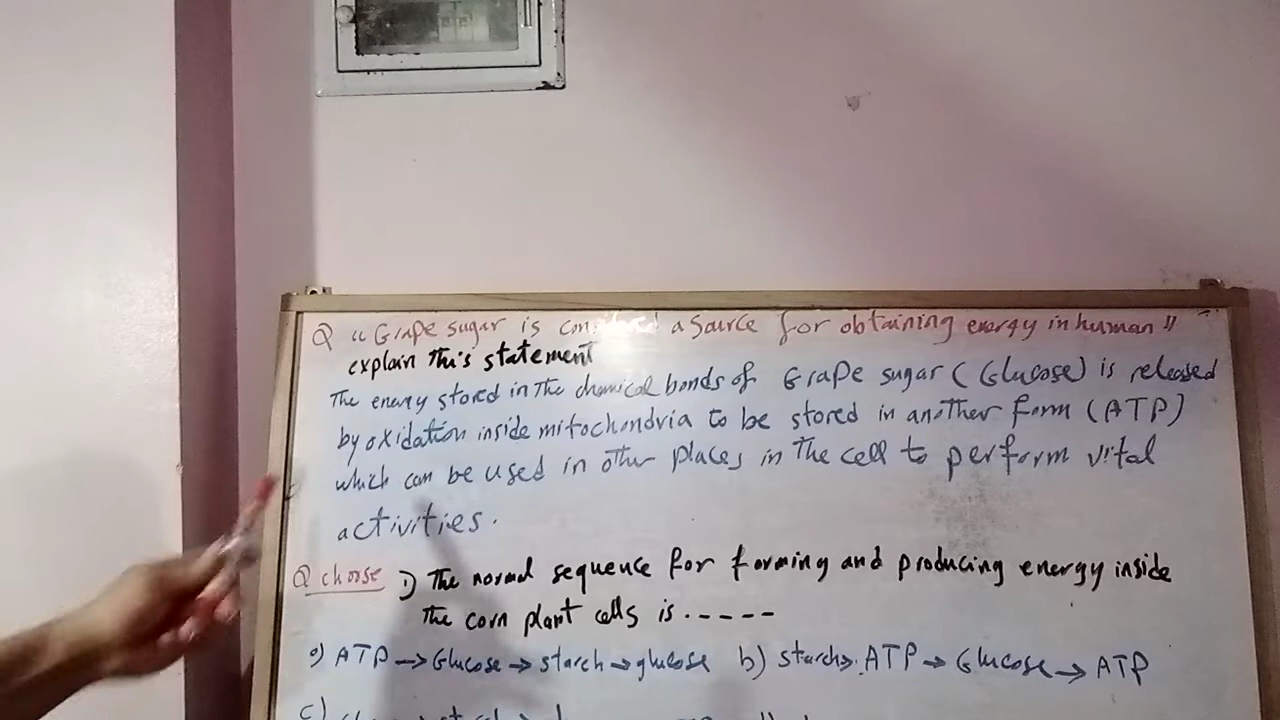 Q " Grape sugar is considered a source for obtaining energy in human "
explain this statement
The energy stored in the chemical bonds of Grape sugar (Glucose) is released
by oxidation inside mitochondria to be stored in another form (ATP)
which can be used in other places in the cell to perform vital
activities.
Q choose 1) The normal sequence for forming and producing energy inside
the corn plant cells is -----
a) ATP → Glucose → starch → glucose b) starch → ATP → Glucose → ATP
c)